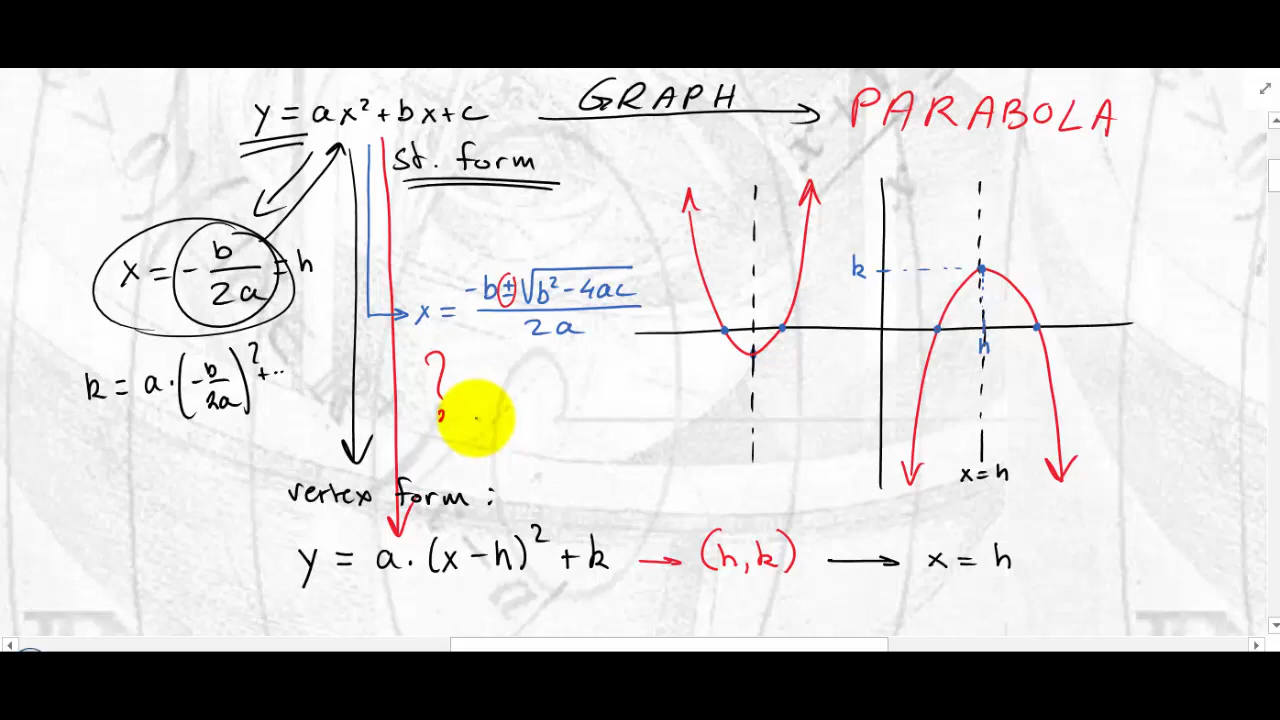 y = ax² + bx + c
GRAPH
PARABOLA
st. form
x = - b/2a = h
x = (-b ± √(b² - 4ac))/2a
k = a · (-b/2a)² + ..
?
k
h
x = h
vertex form :
y = a · (x - h)² + k → (h, k) → x = h